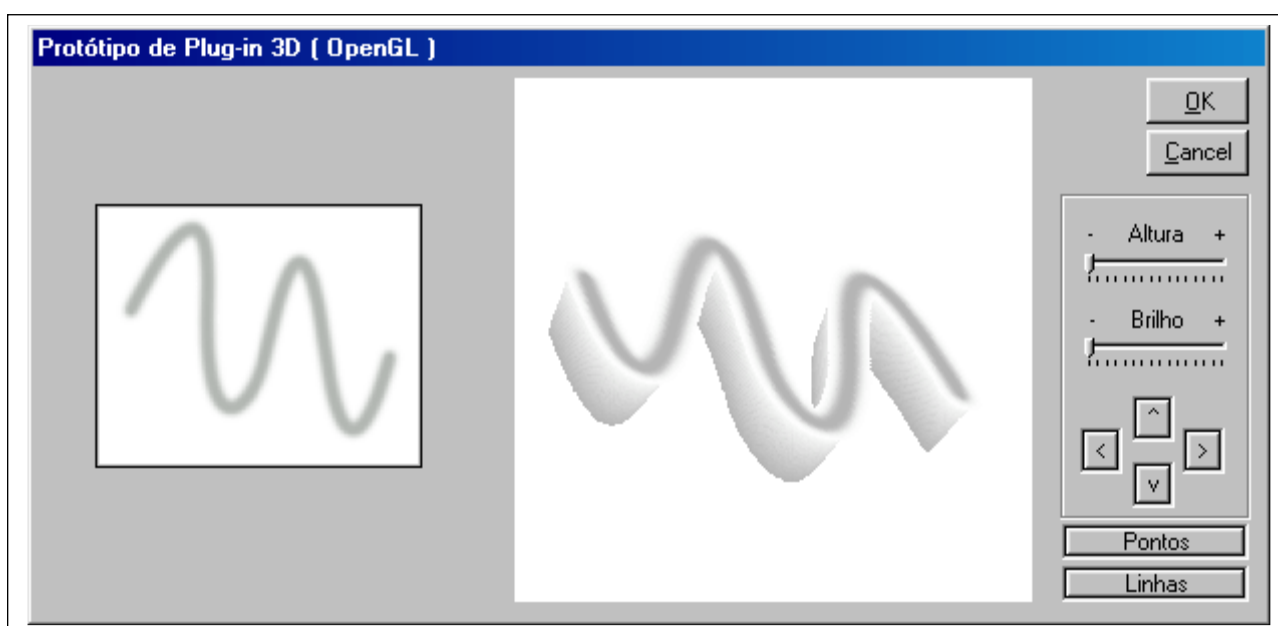 Protótipo de Plug-in 3D ( OpenGL )
OK
Cancel
- Altura +
- Brilho +
^
< >
v
Pontos
Linhas